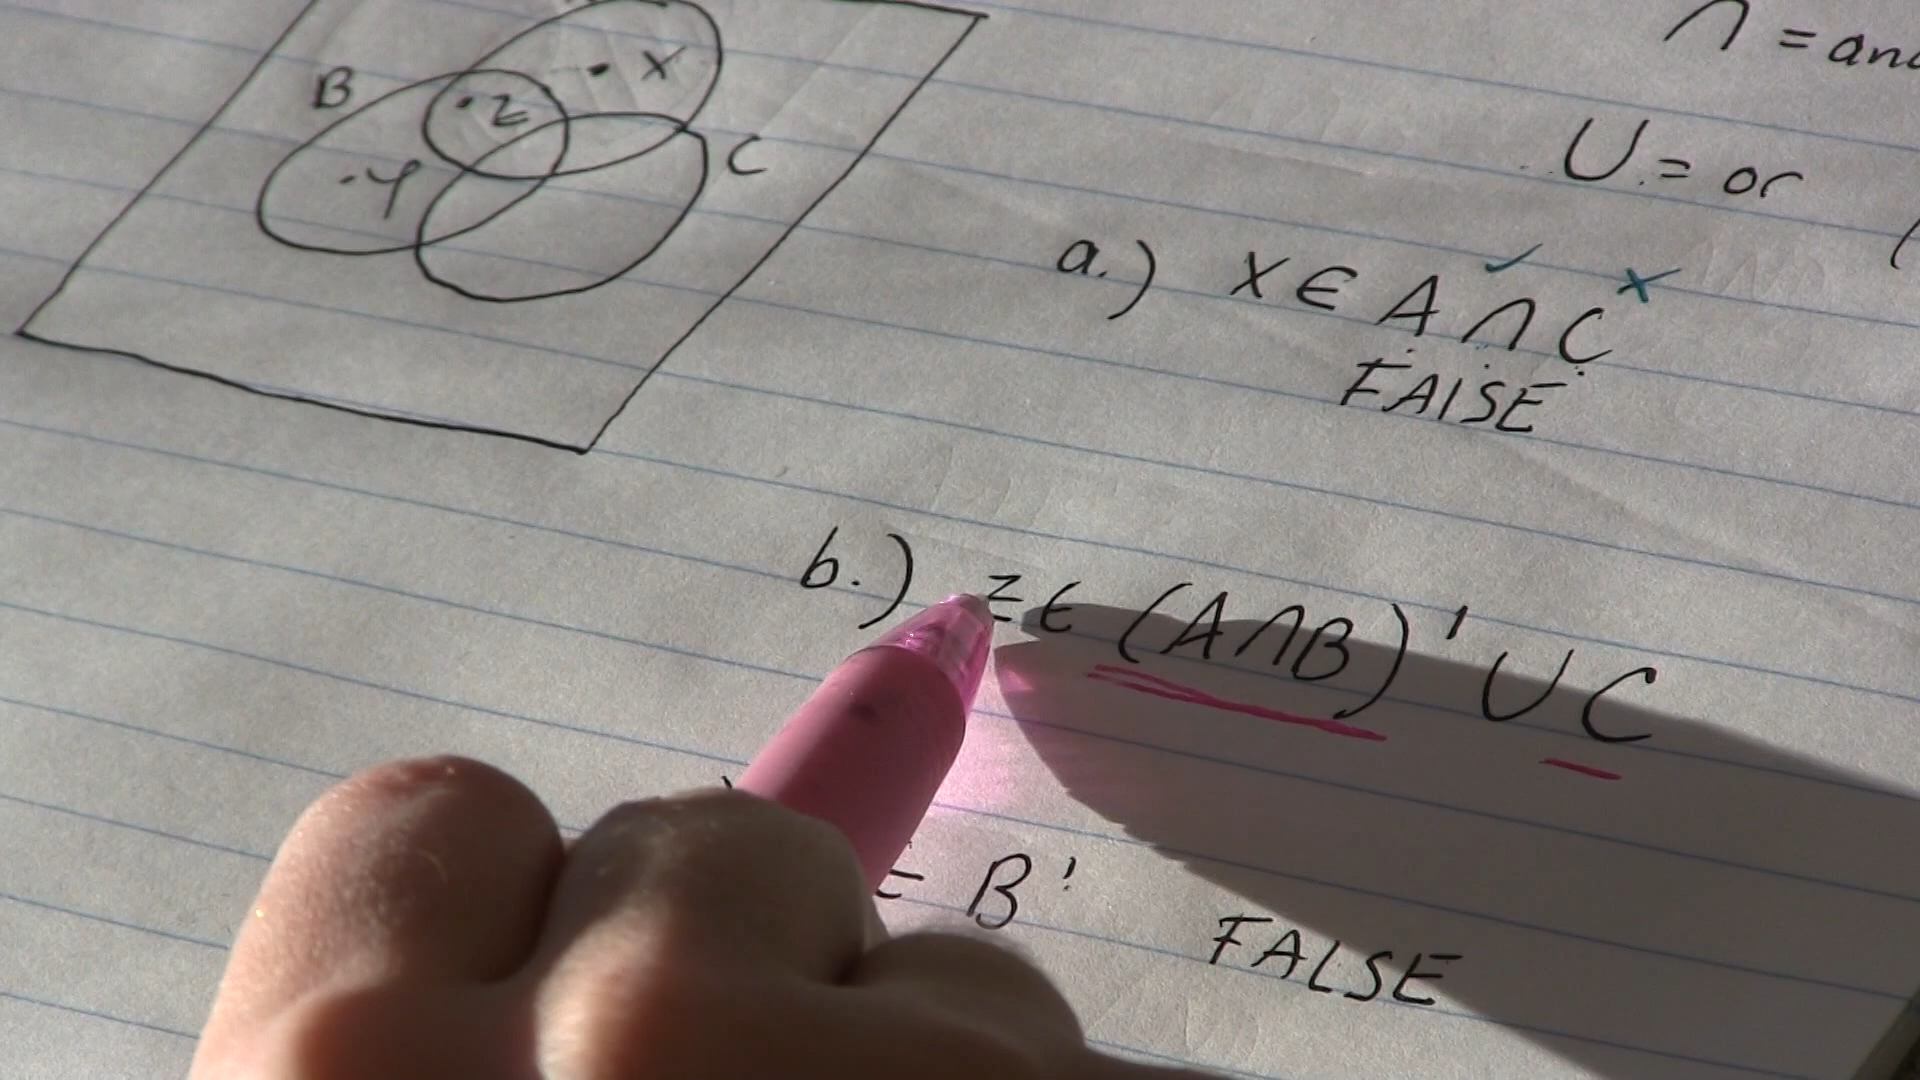 ∩ = and
B
x
z
C
U = or
y
a.) x ∈ A ∩ C
FAlSE
b.) z ∈ (A∩B)' ∪ C
∈ B'
FALSE